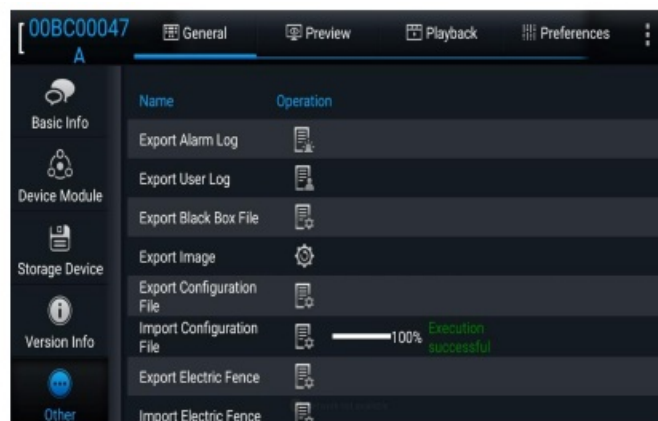 [ 00BC00047
A
General
Preview
Playback
Preferences
Basic Info
Device Module
Storage Device
Version Info
Other
Name Operation
Export Alarm Log
Export User Log
Export Black Box File
Export Image
Export Configuration
File
Import Configuration
File
100% Execution
successful
Export Electric Fence
Import Electric Fence